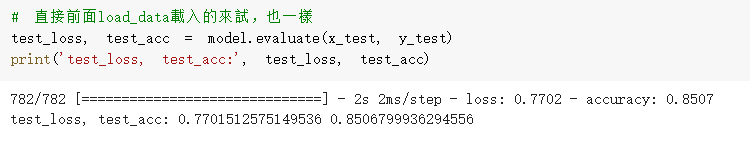 # 直接前面load_data載入的來試，也一樣
test_loss, test_acc = model.evaluate(x_test, y_test)
print('test_loss, test_acc:', test_loss, test_acc)
782/782 [==============================] - 2s 2ms/step - loss: 0.7702 - accuracy: 0.8507
test_loss, test_acc: 0.7701512575149536 0.8506799936294556